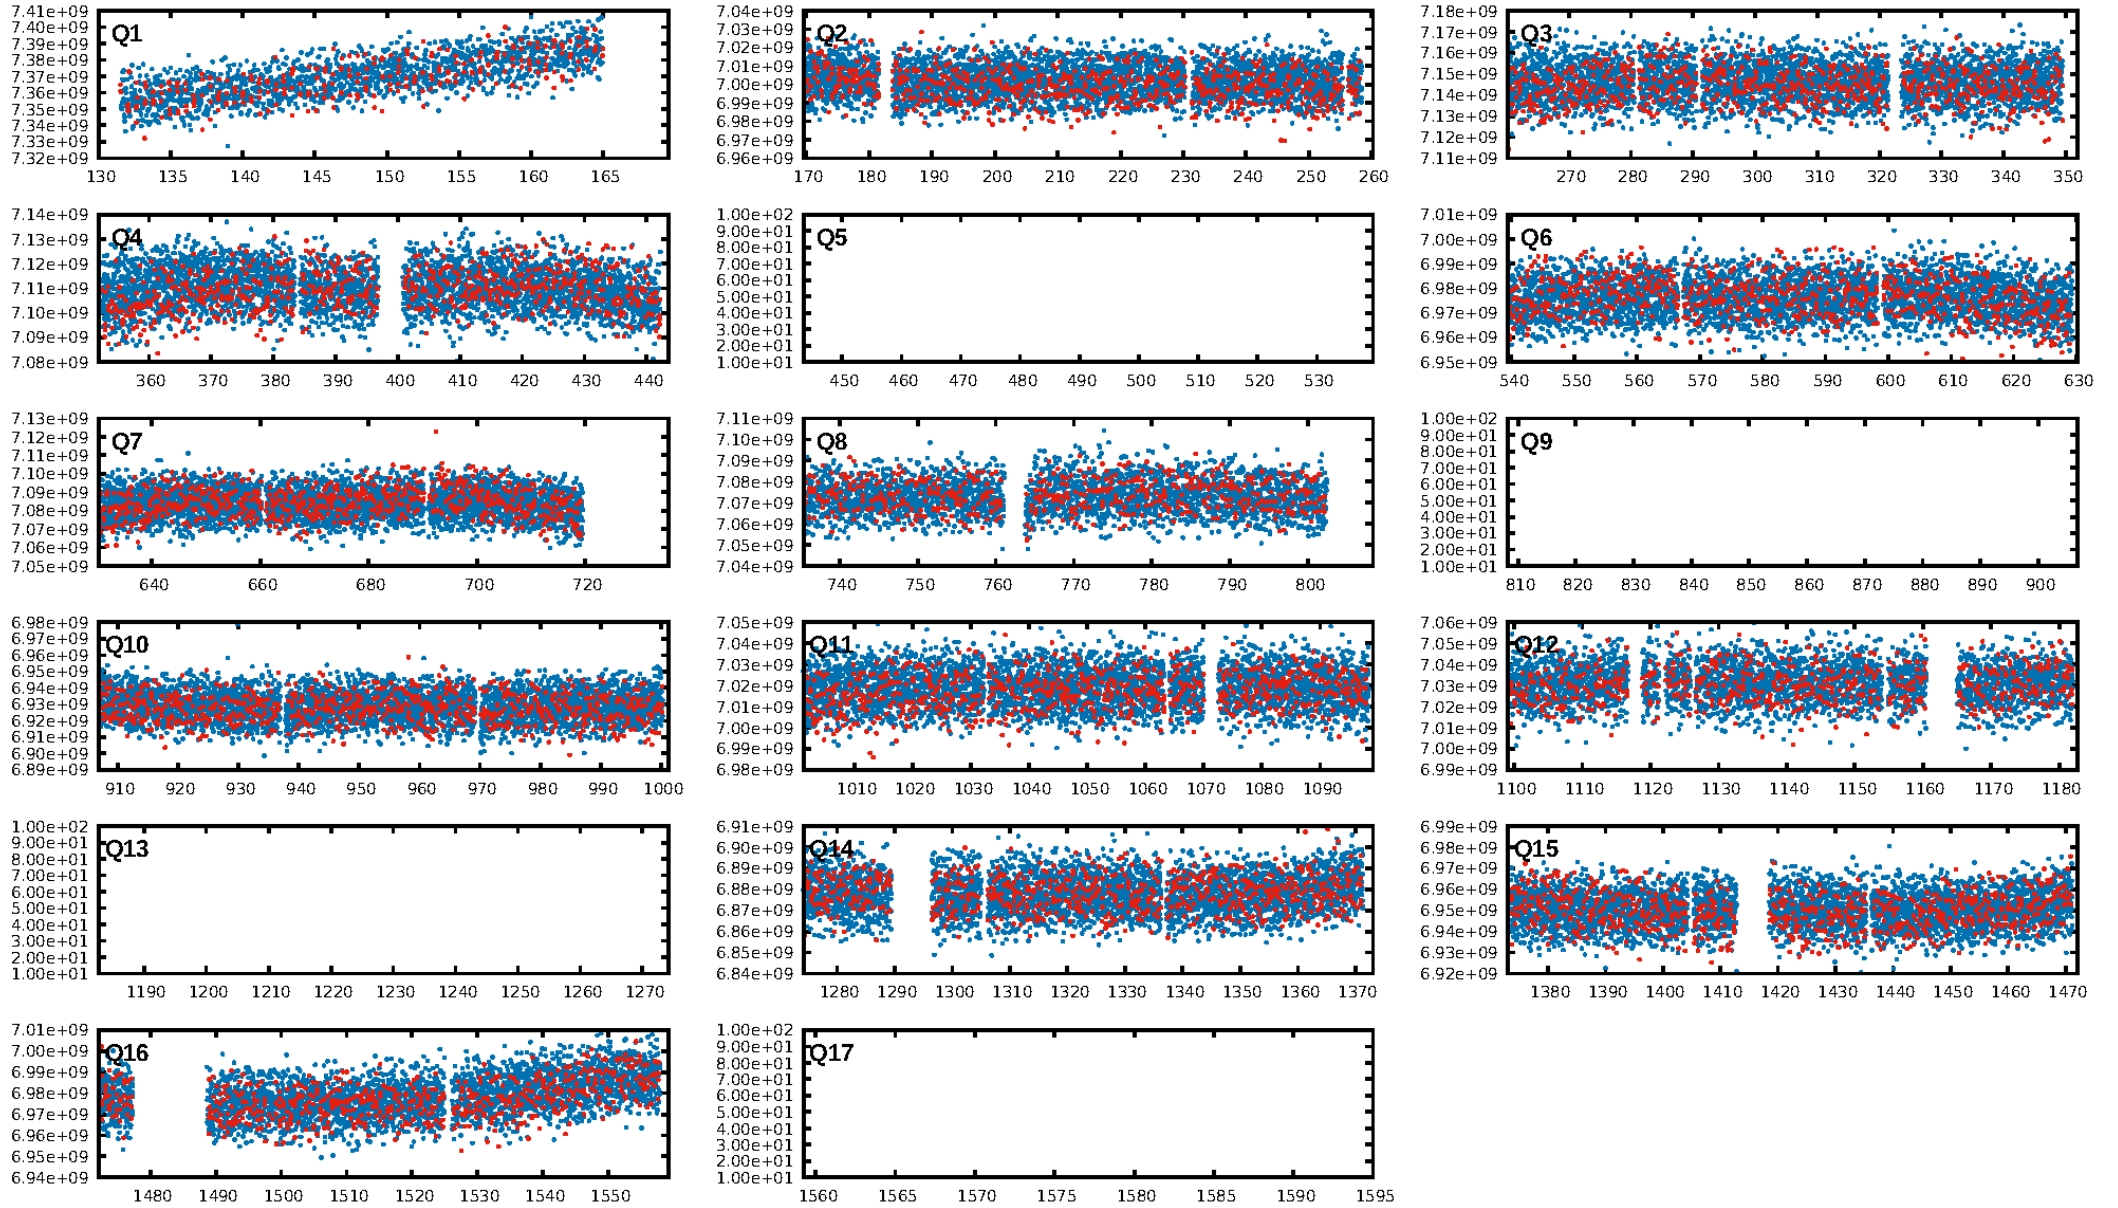 7.41e+09 7.40e+09 7.39e+09 7.38e+09 7.37e+09 7.36e+09 7.35e+09 7.34e+09 7.33e+09 7.32e+09
Q1
130 135 140 145 150 155 160 165
7.04e+09 7.03e+09 7.02e+09 7.01e+09 7.00e+09 6.99e+09 6.98e+09 6.97e+09 6.96e+09
Q2
170 180 190 200 210 220 230 240 250 260
7.18e+09 7.17e+09 7.16e+09 7.15e+09 7.14e+09 7.13e+09 7.12e+09 7.11e+09
Q3
270 280 290 300 310 320 330 340 350
7.14e+09 7.13e+09 7.12e+09 7.11e+09 7.10e+09 7.09e+09 7.08e+09
Q4
360 370 380 390 400 410 420 430 440
1.00e+02 9.00e+01 8.00e+01 7.00e+01 6.00e+01 5.00e+01 4.00e+01 3.00e+01 2.00e+01 1.00e+01
Q5
450 460 470 480 490 500 510 520 530
7.01e+09 7.00e+09 6.99e+09 6.98e+09 6.97e+09 6.96e+09 6.95e+09
Q6
540 550 560 570 580 590 600 610 620 630
7.13e+09 7.12e+09 7.11e+09 7.10e+09 7.09e+09 7.08e+09 7.07e+09 7.06e+09 7.05e+09
Q7
640 660 680 700 720
7.11e+09 7.10e+09 7.09e+09 7.08e+09 7.07e+09 7.06e+09 7.05e+09 7.04e+09
Q8
740 750 760 770 780 790 800
1.00e+02 9.00e+01 8.00e+01 7.00e+01 6.00e+01 5.00e+01 4.00e+01 3.00e+01 2.00e+01 1.00e+01
Q9
810 820 830 840 850 860 870 880 890 900
6.98e+09 6.97e+09 6.96e+09 6.95e+09 6.94e+09 6.93e+09 6.92e+09 6.91e+09 6.90e+09 6.89e+09
Q10
910 920 930 940 950 960 970 980 990 1000
7.05e+09 7.04e+09 7.03e+09 7.02e+09 7.01e+09 7.00e+09 6.99e+09 6.98e+09
Q11
1010 1020 1030 1040 1050 1060 1070 1080 1090
7.06e+09 7.05e+09 7.04e+09 7.03e+09 7.02e+09 7.01e+09 7.00e+09 6.99e+09
Q12
1100 1110 1120 1130 1140 1150 1160 1170 1180
1.00e+02 9.00e+01 8.00e+01 7.00e+01 6.00e+01 5.00e+01 4.00e+01 3.00e+01 2.00e+01 1.00e+01
Q13
1190 1200 1210 1220 1230 1240 1250 1260 1270
6.91e+09 6.90e+09 6.89e+09 6.88e+09 6.87e+09 6.86e+09 6.85e+09 6.84e+09
Q14
1280 1290 1300 1310 1320 1330 1340 1350 1360 1370
6.99e+09 6.98e+09 6.97e+09 6.96e+09 6.95e+09 6.94e+09 6.93e+09 6.92e+09
Q15
1380 1390 1400 1410 1420 1430 1440 1450 1460 1470
7.01e+09 7.00e+09 6.99e+09 6.98e+09 6.97e+09 6.96e+09 6.95e+09 6.94e+09
Q16
1480 1490 1500 1510 1520 1530 1540 1550
1.00e+02 9.00e+01 8.00e+01 7.00e+01 6.00e+01 5.00e+01 4.00e+01 3.00e+01 2.00e+01 1.00e+01
Q17
1560 1565 1570 1575 1580 1585 1590 1595